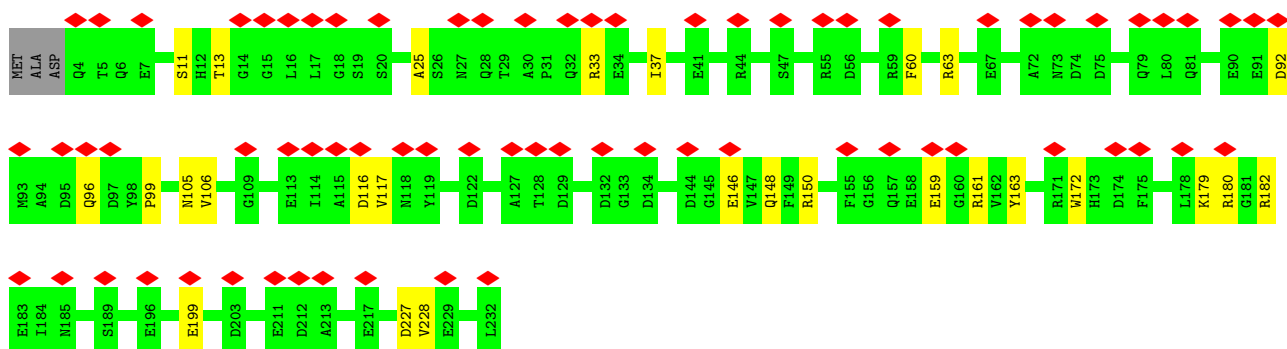 MET ALA ASP Q4 T5 Q6 E7 S11 H12 T13 G14 G15 L16 L17 G18 S19 S20 A25 S26 N27 Q28 T29 A30 P31 Q32 R33 E34 I37 E41 R44 S47 R55 D56 R59 F60 R63 E67 A72 N73 D74 D75 Q79 L80 Q81 E90 E91 D92
M93 A94 D95 Q96 D97 Y98 P99 N105 V106 G109 E113 I114 A115 D116 V117 N118 Y119 D122 A127 T128 D129 D132 G133 D134 D144 G145 E146 V147 Q148 F149 R150 F155 G156 Q157 E158 E159 G160 R161 V162 Y163 R171 W172 H173 D174 F175 L178 K179 R180 G181 R182
E183 I184 N185 S189 E196 E199 D203 E211 D212 A213 E217 D227 V228 E229 L232